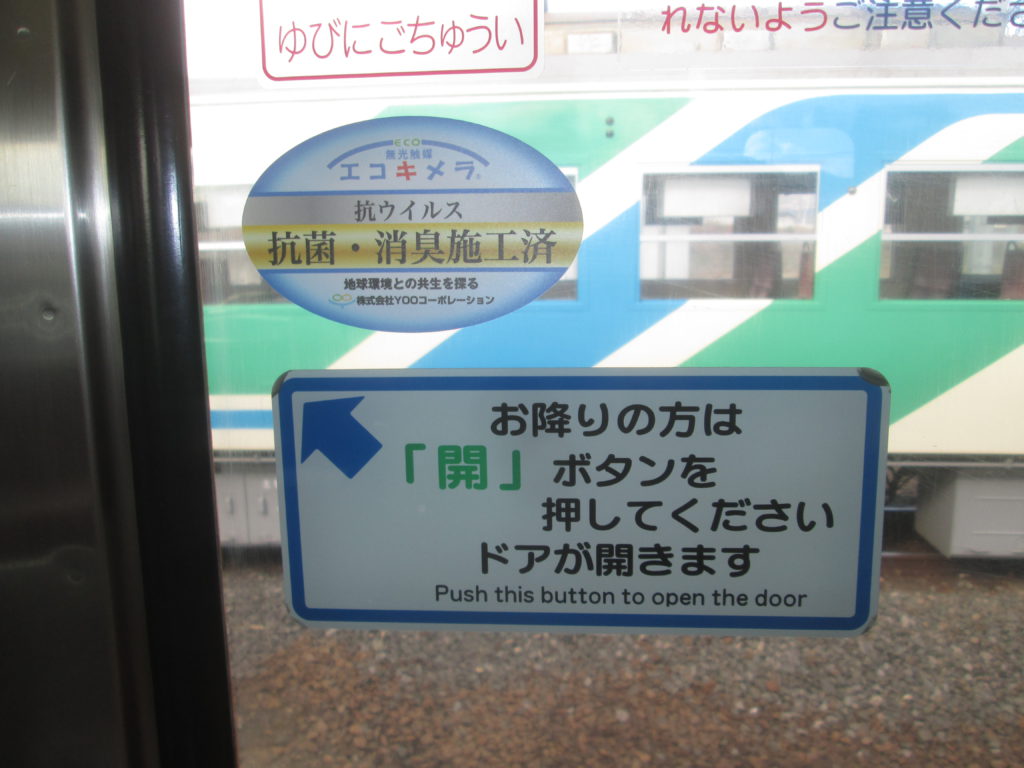 れないようご注意くださ
ゆびにごちゅうい
ECO
無光触媒
エコキメラ
抗ウイルス
抗菌・消臭施工済
地球環境との共生を探る
株式会社YOOコーポレーション
お降りの方は
「開」ボタンを
押してください
ドアが開きます
Push this button to open the door